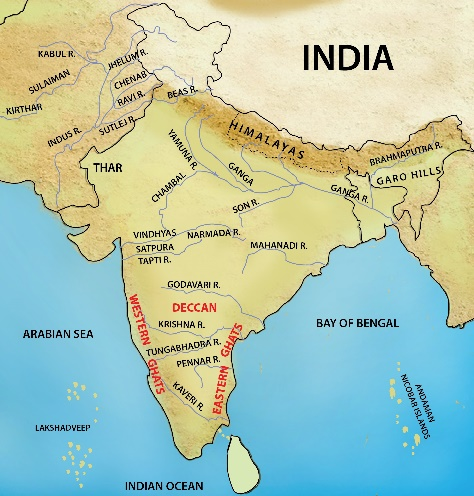 INDIA
KABUL R.
JHELUM R.
SULAIMAN
CHENAB
KIRTHAR
RAVI R.
BEAS R.
INDUS R.
SUTLEJ R.
HIMALAYAS
YAMUNA R.
BRAHMAPUTRA R.
THAR
GANGA
GARO HILLS
CHAMBAL
GANGA R.
SON R.
VINDHYAS
NARMADA R.
SATPURA
MAHANADI R.
TAPTI R.
GODAVARI R.
DECCAN
WESTERN GHATS
KRISHNA R.
BAY OF BENGAL
ARABIAN SEA
TUNGABHADBA R.
EASTERN GHATS
PENNAR R.
KAVERI R.
ANDAMAN
NICOBAR ISLANDS
LAKSHADVEEP
INDIAN OCEAN